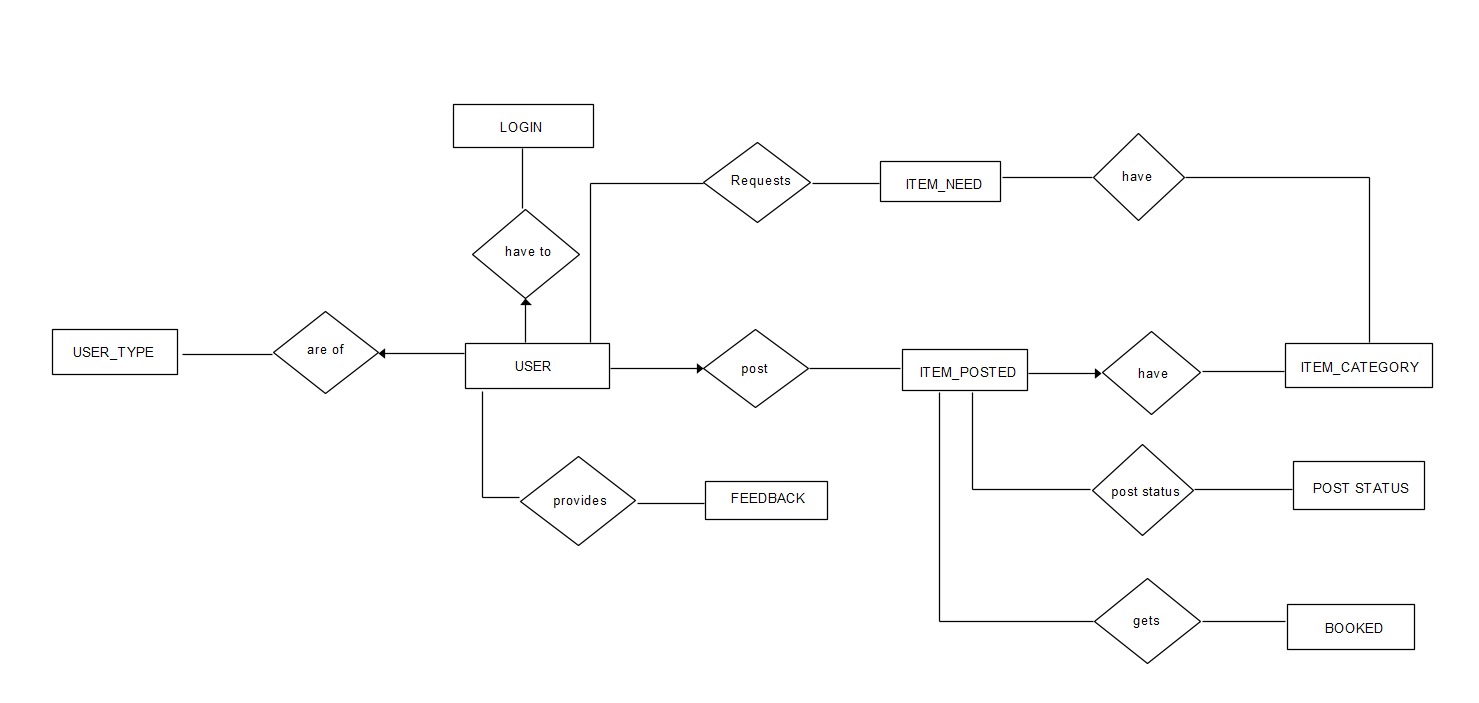 LOGIN
Requests
ITEM_NEED
have
have to
USER_TYPE
are of
USER
post
ITEM_POSTED
have
ITEM_CATEGORY
provides
FEEDBACK
post status
POST STATUS
gets
BOOKED